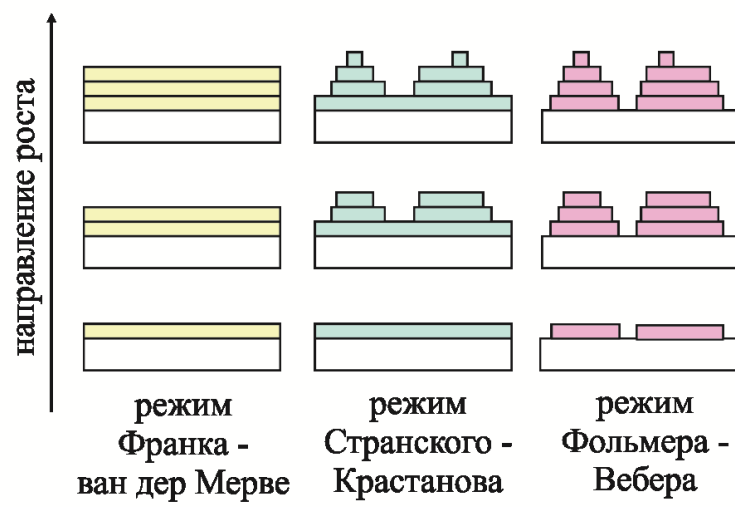 направление роста
режим
Франка -
ван дер Мерве
режим
Странского -
Крастанова
режим
Фольмера -
Вебера